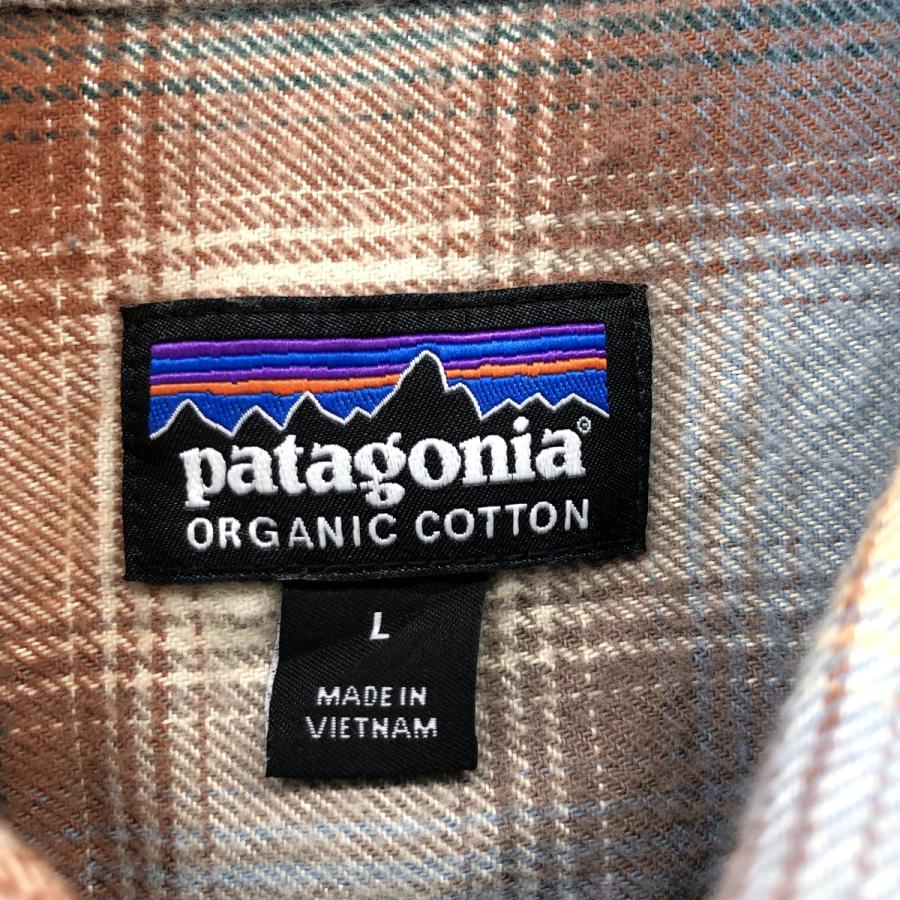 patagonia®
ORGANIC COTTON
L
MADE IN
VIETNAM